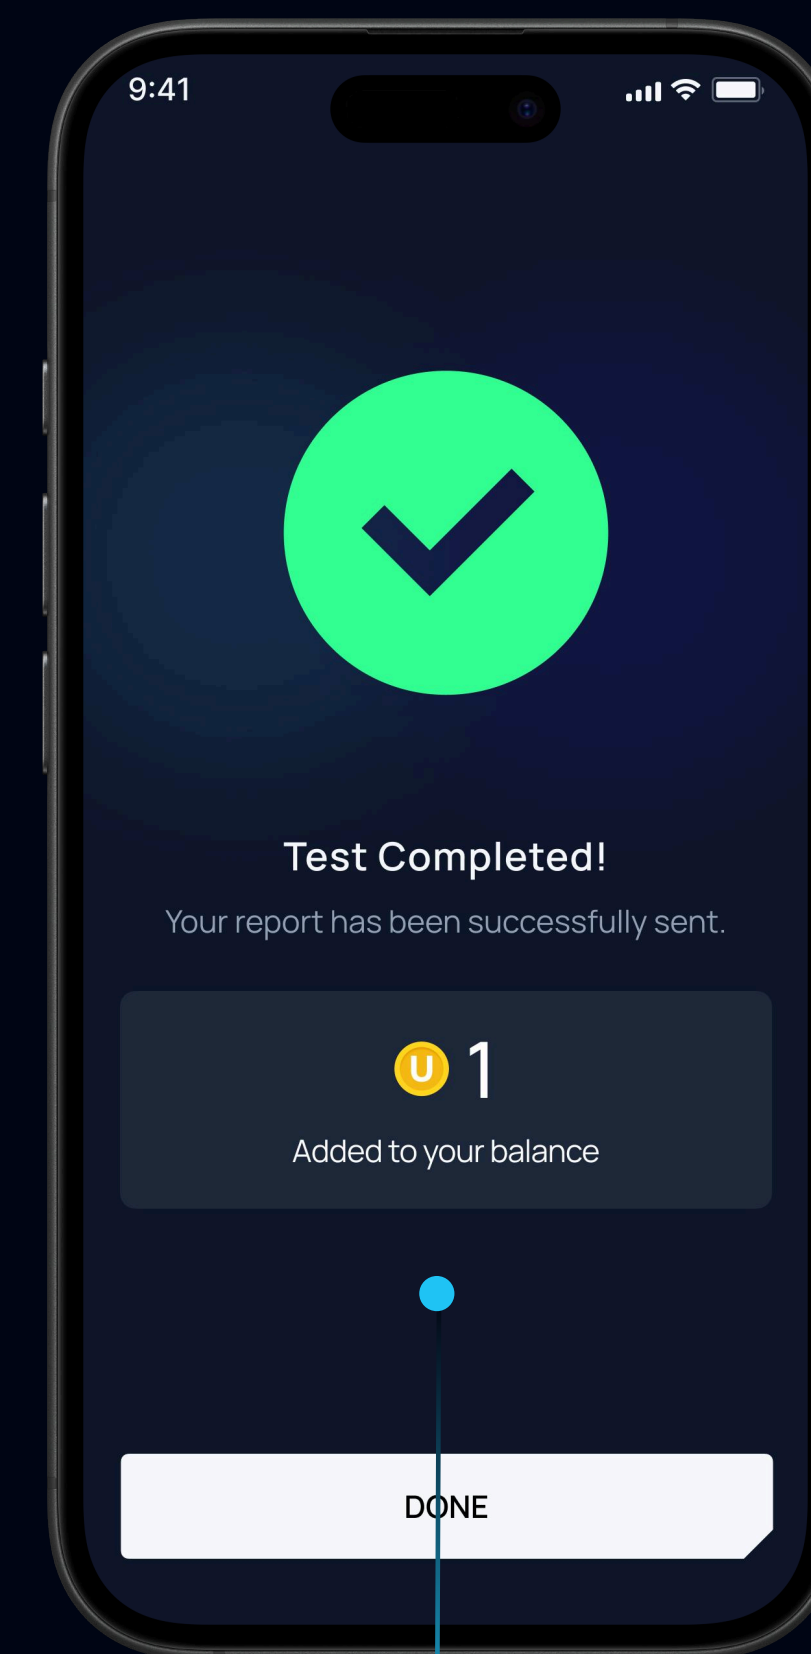 9:41
Test Completed!
Your report has been successfully sent.
U 1
Added to your balance
DONE